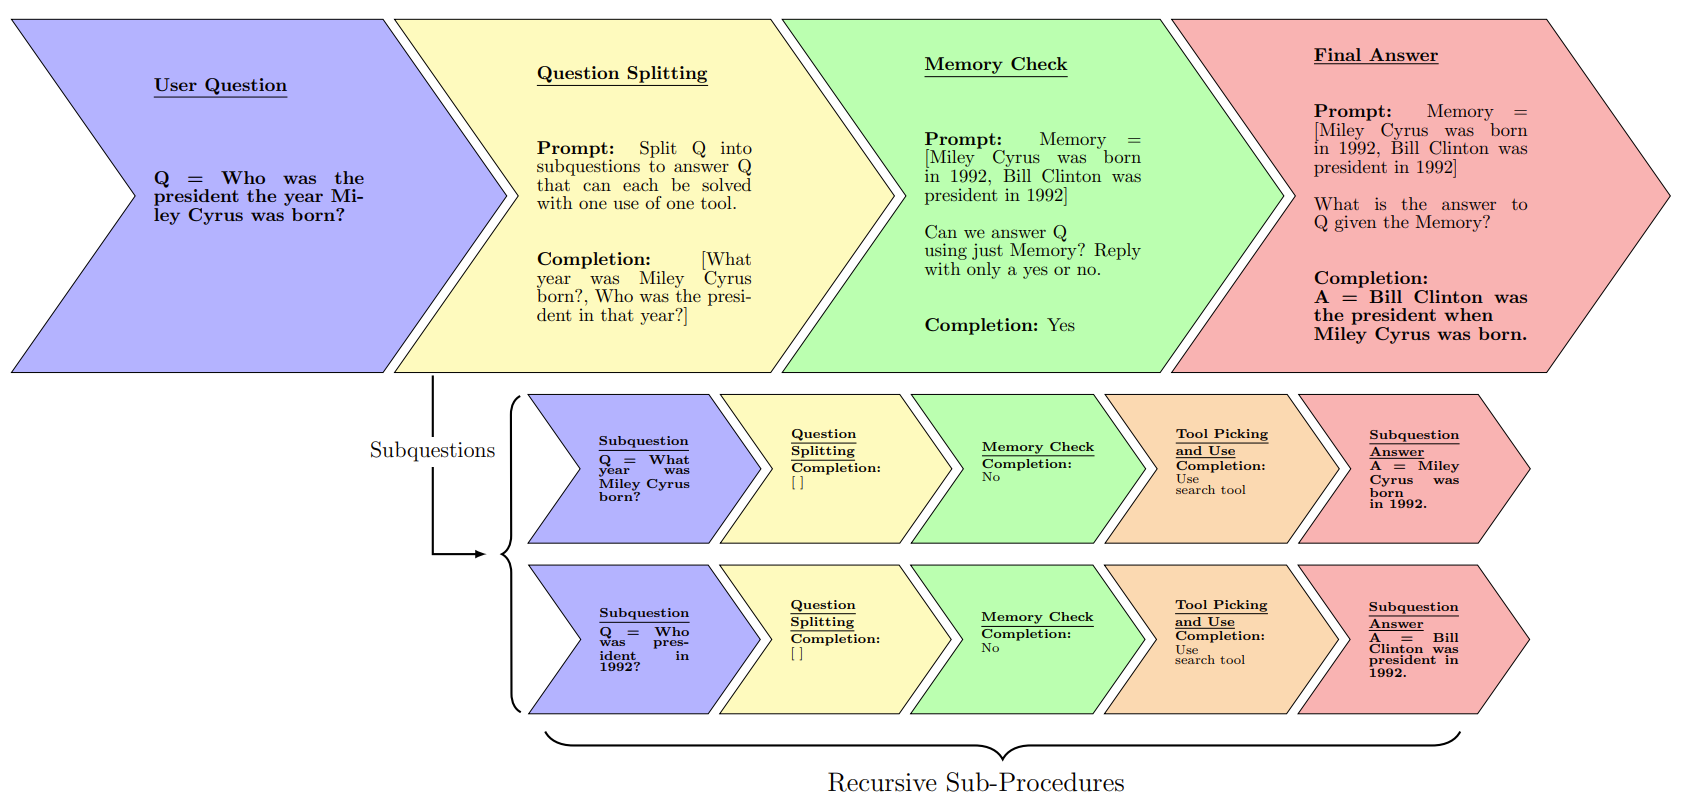 User Question
Q = Who was the
president the year Mi-
ley Cyrus was born?
Question Splitting
Prompt: Split Q into
subquestions to answer Q
that can each be solved
with one use of one tool.
Completion: [What
year was Miley Cyrus
born?, Who was the presi-
dent in that year?]
Memory Check
Prompt: Memory =
[Miley Cyrus was born
in 1992, Bill Clinton was
president in 1992]
Can we answer Q
using just Memory? Reply
with only a yes or no.
Completion: Yes
Final Answer
Prompt: Memory =
[Miley Cyrus was born
in 1992, Bill Clinton was
president in 1992]
What is the answer to
Q given the Memory?
Completion:
A = Bill Clinton was
the president when
Miley Cyrus was born.
Subquestions
Subquestion
Q = What
year was
Miley Cyrus
born?
Question
Splitting
Completion:
[ ]
Memory Check
Completion:
No
Tool Picking
and Use
Completion:
Use
search tool
Subquestion
Answer
A = Miley
Cyrus was
born
in 1992.
Subquestion
Q = Who
was pres-
ident in
1992?
Question
Splitting
Completion:
[ ]
Memory Check
Completion:
No
Tool Picking
and Use
Completion:
Use
search tool
Subquestion
Answer
A = Bill
Clinton was
president in
1992.
Recursive Sub-Procedures